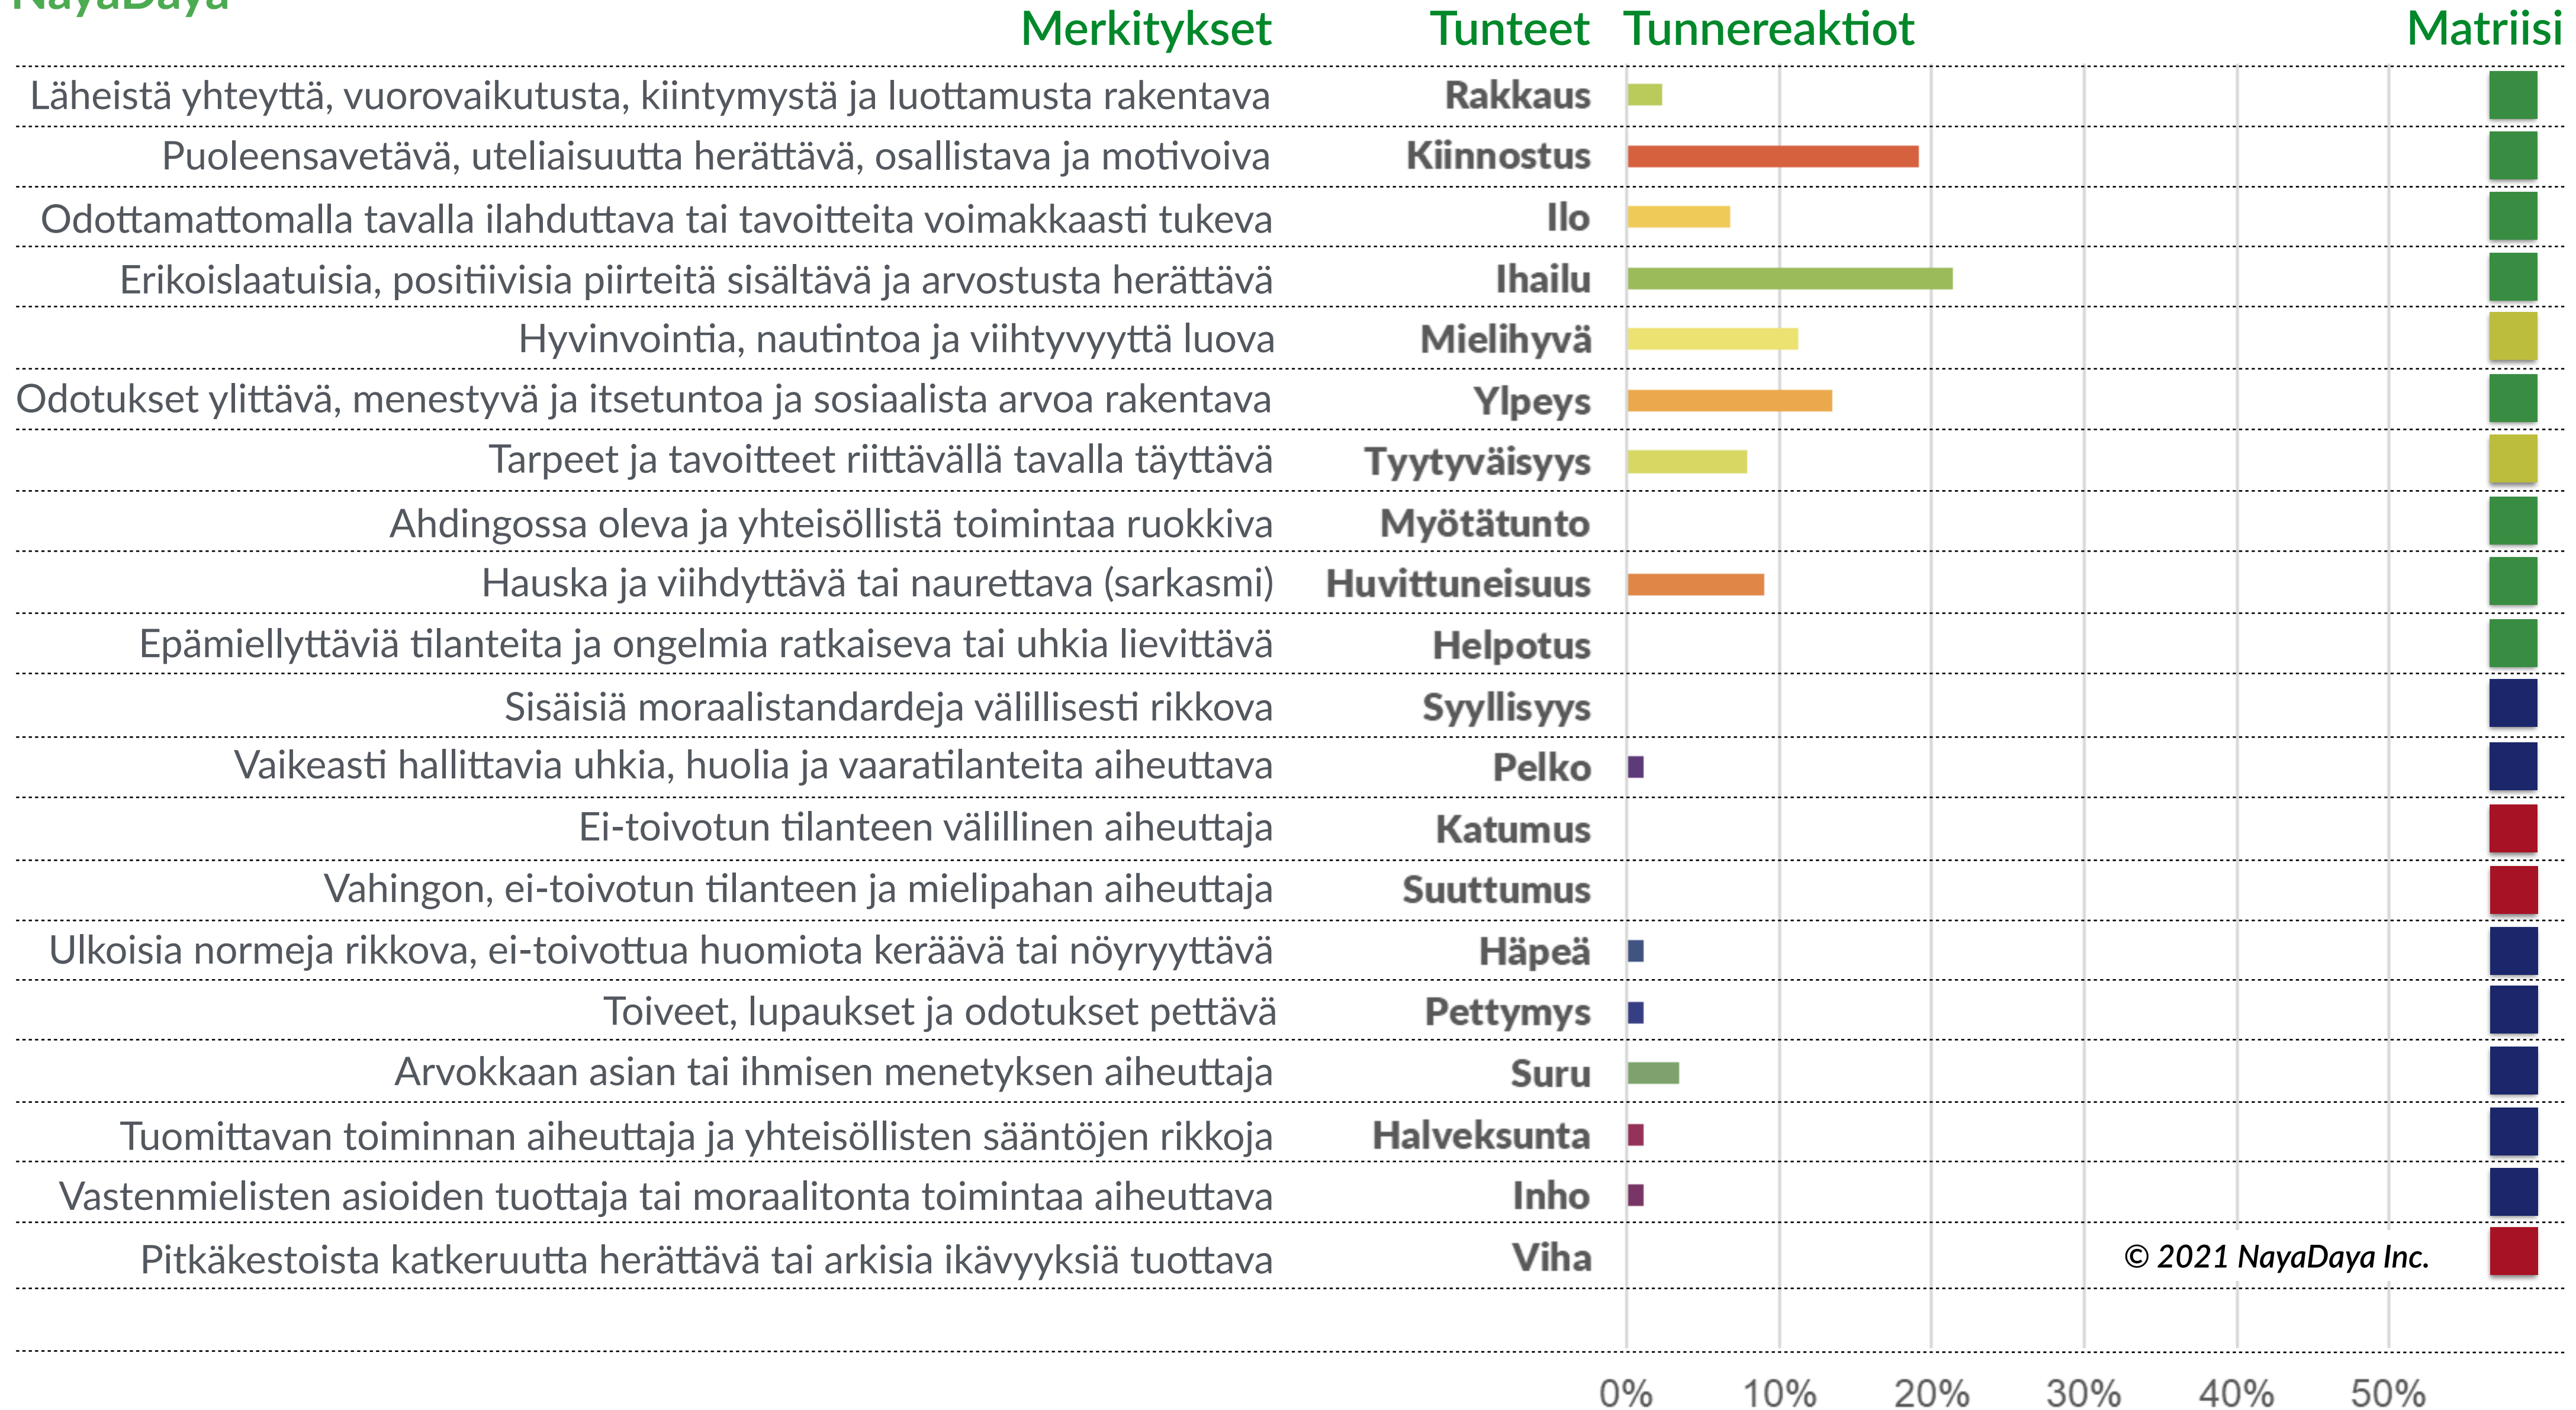 NayaDaya
Merkitykset Tunteet Tunnereaktiot Matriisi
Läheistä yhteyttä, vuorovaikutusta, kiintymystä ja luottamusta rakentava Rakkaus
Puoleensavetävä, uteliaisuutta herättävä, osallistava ja motivoiva Kiinnostus
Odottamattomalla tavalla ilahduttava tai tavoitteita voimakkaasti tukeva Ilo
Erikoislaatuisia, positiivisia piirteitä sisältävä ja arvostusta herättävä Ihailu
Hyvinvointia, nautintoa ja viihtyvyyttä luova Mielihyvä
Odotukset ylittävä, menestyvä ja itsetuntoa ja sosiaalista arvoa rakentava Ylpeys
Tarpeet ja tavoitteet riittävällä tavalla täyttävä Tyytyväisyys
Ahdingossa oleva ja yhteisöllistä toimintaa ruokkiva Myötätunto
Hauska ja viihdyttävä tai naurettava (sarkasmi) Huvittuneisuus
Epämiellyttäviä tilanteita ja ongelmia ratkaiseva tai uhkia lievittävä Helpotus
Sisäisiä moraalistandardeja välillisesti rikkova Syyllisyys
Vaikeasti hallittavia uhkia, huolia ja vaaratilanteita aiheuttava Pelko
Ei-toivotun tilanteen välillinen aiheuttaja Katumus
Vahingon, ei-toivotun tilanteen ja mielipahan aiheuttaja Suuttumus
Ulkoisia normeja rikkova, ei-toivottua huomiota keräävä tai nöyryyttävä Häpeä
Toiveet, lupaukset ja odotukset pettävä Pettymys
Arvokkaan asian tai ihmisen menetyksen aiheuttaja Suru
Tuomittavan toiminnan aiheuttaja ja yhteisöllisten sääntöjen rikkoja Halveksunta
Vastenmielisten asioiden tuottaja tai moraalitonta toimintaa aiheuttava Inho
Pitkäkestoista katkeruutta herättävä tai arkisia ikävyyksiä tuottava Viha © 2021 NayaDaya Inc.
0% 10% 20% 30% 40% 50%